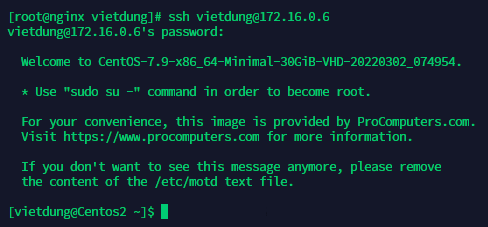 [root@nginx vietdung]# ssh vietdung@172.16.0.6
vietdung@172.16.0.6's password:
Welcome to CentOS-7.9-x86_64-Minimal-30GiB-VHD-20220302_074954.
* Use "sudo su -" command in order to become root.
For your convenience, this image is provided by ProComputers.com.
Visit https://www.procomputers.com for more information.
If you don't want to see this message anymore, please remove
the content of the /etc/motd text file.
[vietdung@Centos2 ~]$